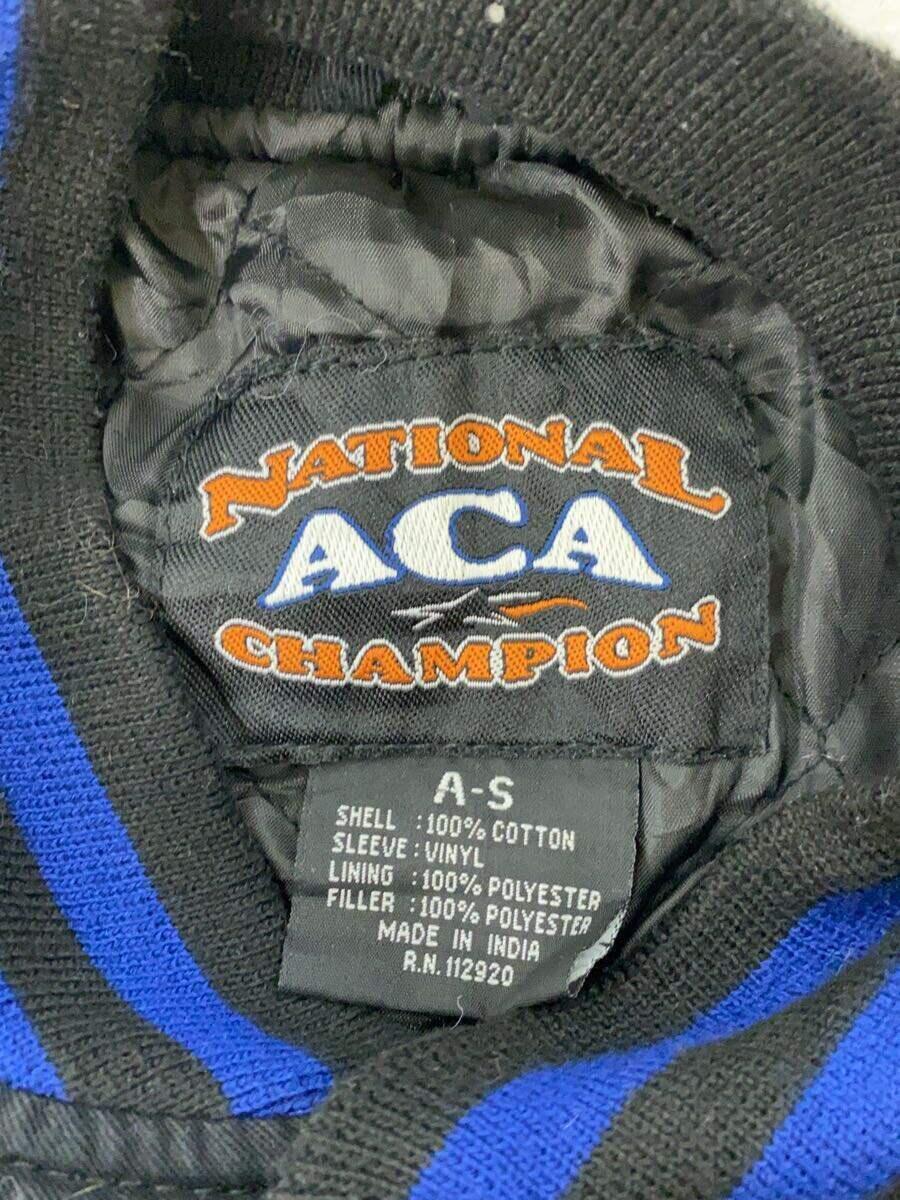 NATIONAL
ACA
CHAMPION
A-S
SHELL :100% COTTON
SLEEVE:VINYL
LINING :100% POLYESTER
FILLER :100% POLYESTER
MADE IN INDIA
R.N.112920